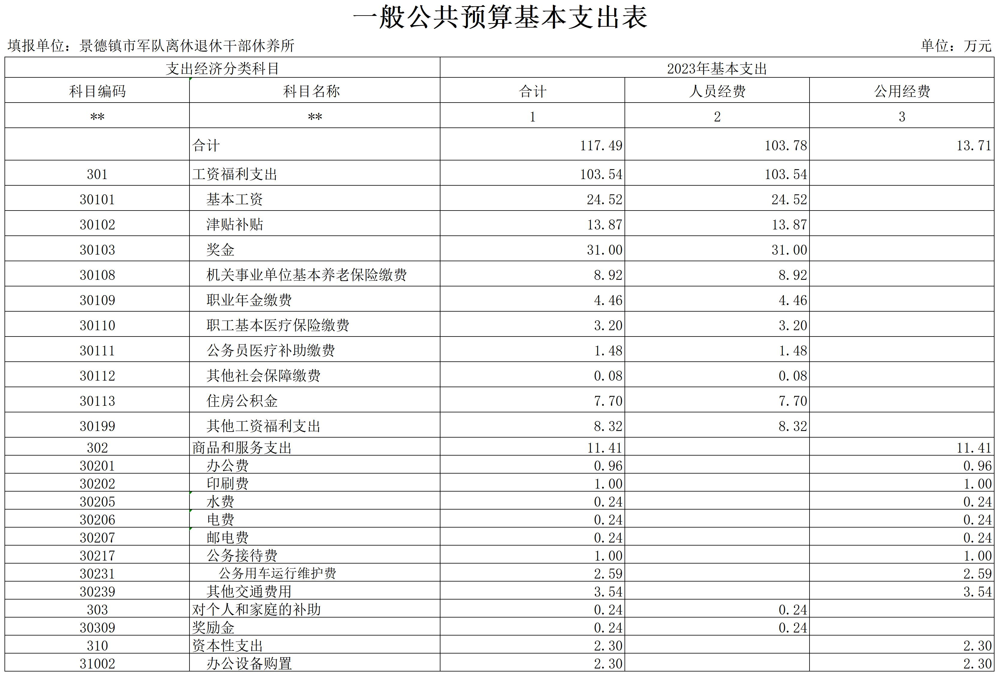 一般公共预算基本支出表
填报单位：景德镇市军队离休退休干部休养所 单位：万元
支出经济分类科目 2023年基本支出
科目编码 科目名称 合计 人员经费 公用经费
** ** 1 2 3
合计 117.49 103.78 13.71
301 工资福利支出 103.54 103.54
30101 基本工资 24.52 24.52
30102 津贴补贴 13.87 13.87
30103 奖金 31.00 31.00
30108 机关事业单位基本养老保险缴费 8.92 8.92
30109 职业年金缴费 4.46 4.46
30110 职工基本医疗保险缴费 3.20 3.20
30111 公务员医疗补助缴费 1.48 1.48
30112 其他社会保障缴费 0.08 0.08
30113 住房公积金 7.70 7.70
30199 其他工资福利支出 8.32 8.32
302 商品和服务支出 11.41 11.41
30201 办公费 0.96 0.96
30202 印刷费 1.00 1.00
30205 水费 0.24 0.24
30206 电费 0.24 0.24
30207 邮电费 0.24 0.24
30217 公务接待费 1.00 1.00
30231 公务用车运行维护费 2.59 2.59
30239 其他交通费用 3.54 3.54
303 对个人和家庭的补助 0.24 0.24
30309 奖励金 0.24 0.24
310 资本性支出 2.30 2.30
31002 办公设备购置 2.30 2.30